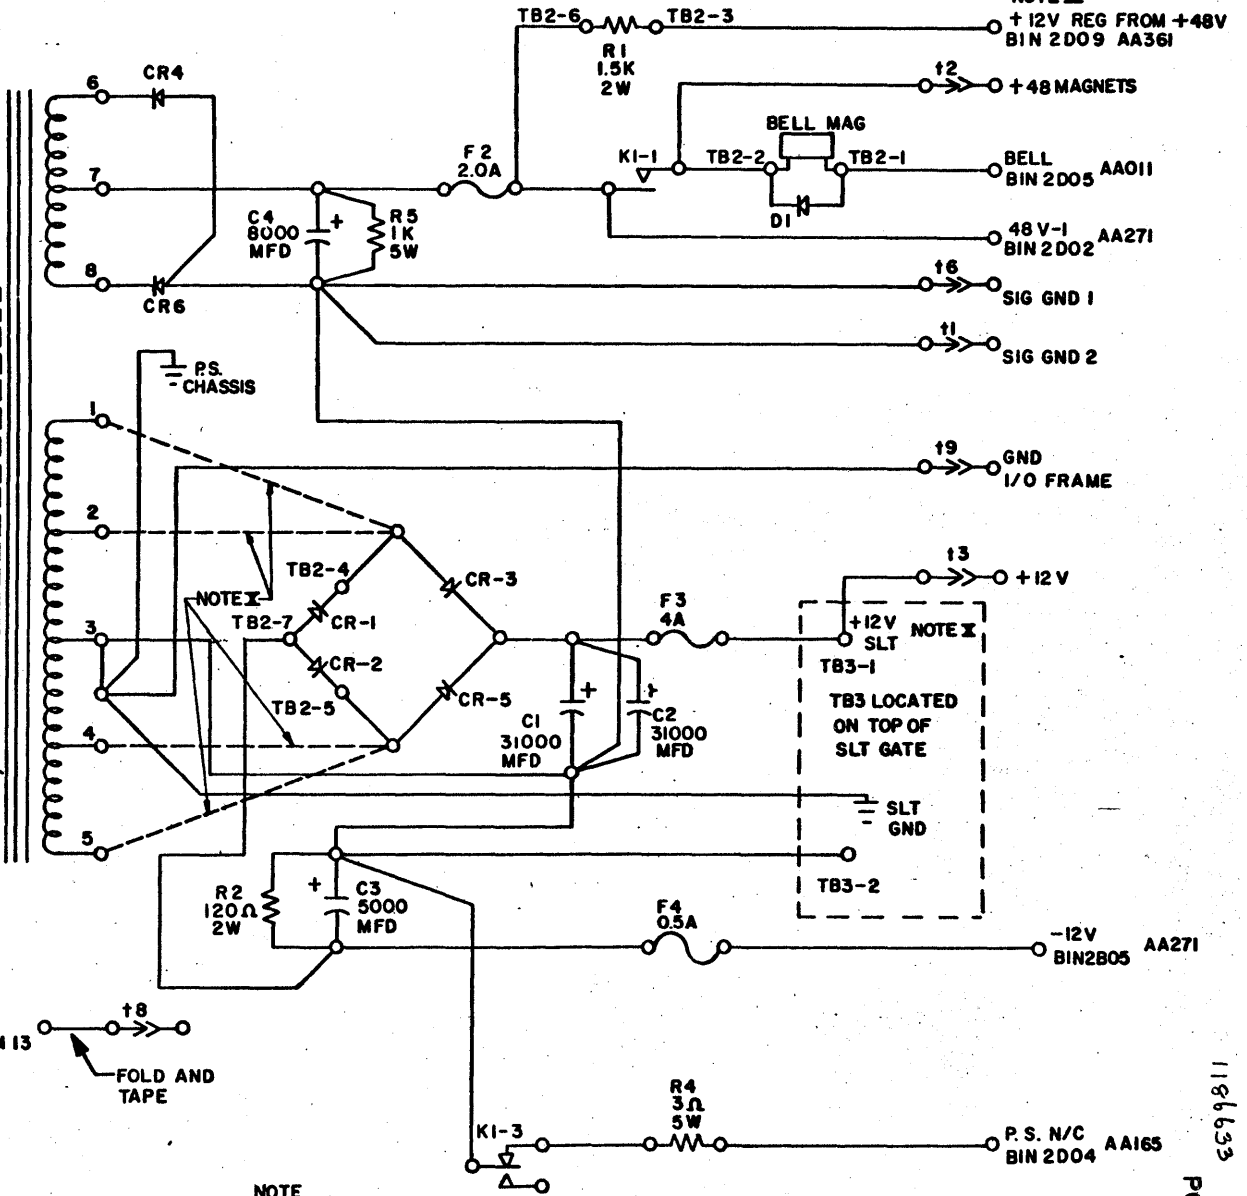 TB2-6
TB2-3
+12V REG FROM +48V
BIN 2D09 AA361
R1
1.5K
2W
6
CR4
t2
+48 MAGNETS
BELL MAG
F2
2.0A
K1-1
TB2-2
TB2-1
BELL
BIN 2D05
AA011
7
D1
C4
8000
MFD
+
R5
1K
5W
48V-1
BIN 2D02
AA271
8
CR6
t6
SIG GND 1
t1
SIG GND 2
P.S.
CHASSIS
1
t9
GND
I/O FRAME
2
TB2-4
CR-3
t3
+12V
NOTE X
TB2-7
CR-1
F3
4A
+12V
SLT
NOTE X
3
CR-2
TB3-1
TB2-5
CR-5
+
C1
31000
MFD
+
C2
31000
MFD
TB3 LOCATED
ON TOP OF
SLT GATE
4
SLT
GND
5
R2
120Ω
2W
+
C3
5000
MFD
TB3-2
F4
0.5A
-12V
BIN2B05
AA271
t8
13
FOLD AND
TAPE
R4
3Ω
5W
K1-3
P.S. N/C
BIN 2D04
AA165
1186633
NOTE